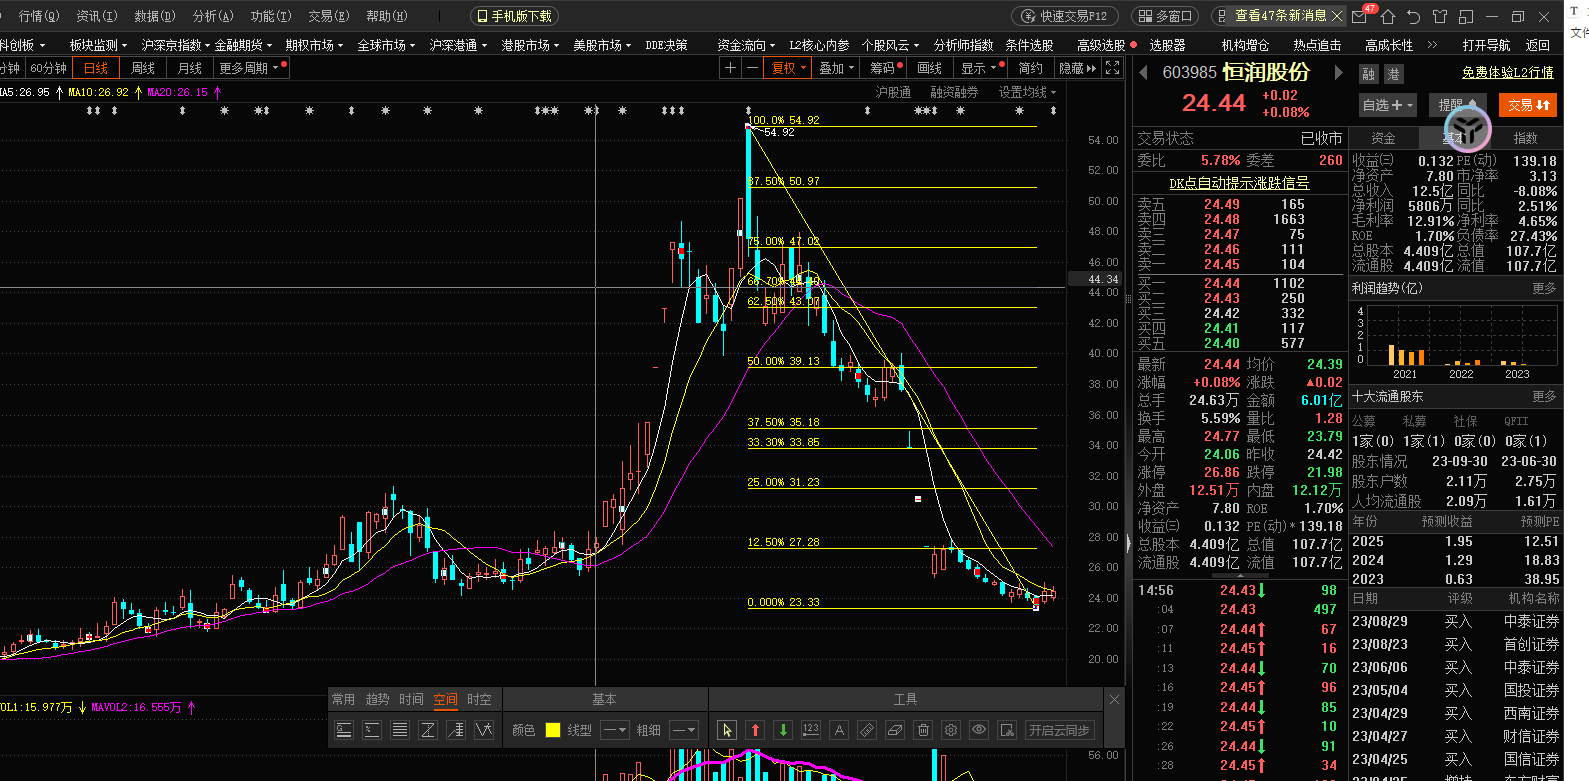 行情(Q) 资讯(I) 数据(D) 分析(A) 功能(T) 交易(E) 帮助(H) 手机版下载 快速交易F12 多窗口 查看47条新消息 47
科创板 板块监测 沪深京指数 金融期货 期权市场 全球市场 沪深港通 港股市场 美股市场 DDE决策 资金流向 L2核心内参 个股风云 分析师指数 条件选股 高级选股 选股器 机构增仓 热点追击 高成长性 打开导航 返回
分钟 60分钟 日线 周线 月线 更多周期 复权 叠加 筹码 画线 显示 简约 隐藏
MA5:26.95 MA10:26.92 MA20:26.15
沪股通 融资融券 设置均线
100.0% 54.92
54.92
87.50% 50.97
75.00% 47.02
62.50% 43.07
50.00% 39.13
37.50% 35.18
33.30% 33.85
25.00% 31.23
12.50% 27.28
0.000% 23.33
54.00
52.00
50.00
48.00
46.00
44.34
44.00
42.00
40.00
38.00
36.00
34.00
32.00
30.00
28.00
26.00
24.00
22.00
20.00
VOL1:15.977万 MAVOL2:16.555万
56.00
常用 趋势 时间 空间 时空 基本 工具
颜色 线型 粗细 123 A 开启云同步
603985 恒润股份 融 港 免费体验L2行情
24.44 +0.02 +0.08%
自选 提醒 交易
交易状态 已收市
委比 5.78% 委差 260
DK点自动提示涨跌信号
卖五 24.49 165
卖四 24.48 1663
卖三 24.47 75
卖二 24.46 111
卖一 24.45 104
买一 24.44 1102
买二 24.43 250
买三 24.42 332
买四 24.41 117
买五 24.40 577
最新 24.44 均价 24.39
涨幅 +0.08% 涨跌 ▲0.02
总手 24.63万 金额 6.01亿
换手 5.59% 量比 1.28
最高 24.77 最低 23.79
今开 24.06 昨收 24.42
涨停 26.86 跌停 21.98
外盘 12.51万 内盘 12.12万
净资产 7.80 ROE 1.70%
收益㈢ 0.132 PE(动)* 139.18
总股本 4.409亿 总值 107.7亿
流通股 4.409亿 流值 107.7亿
14:56 24.43 98
:04 24.43 497
:07 24.44 67
:11 24.45 16
:13 24.44 70
:16 24.45 96
:19 24.44 85
:22 24.45 10
:26 24.44 91
:28 24.45 34
资金 基本 指数
收益㈢ 0.132 PE(动) 139.18
净资产 7.80 市净率 3.13
总收入 12.5亿 同比 -8.08%
净利润 5806万 同比 2.51%
毛利率 12.91% 净利率 4.65%
ROE 1.70% 负债率 27.43%
总股本 4.409亿 总值 107.7亿
流通股 4.409亿 流值 107.7亿
利润趋势(亿) 更多
4
3
2
1
0
2021 2022 2023
十大流通股东 更多
公募 私募 社保 QFII
1家(0) 1家(1) 0家(0) 0家(1)
股东情况 23-09-30 23-06-30
股东户数 2.11万 2.75万
人均流通股 2.09万 1.61万
年份 预测收益 预测PE
2025 1.95 12.51
2024 1.29 18.83
2023 0.63 38.95
日期 评级 机构名称
23/08/29 买入 中泰证券
23/08/23 买入 首创证券
23/06/06 买入 中泰证券
23/05/04 买入 国投证券
23/04/29 买入 西南证券
23/04/27 买入 财信证券
23/04/25 买入 国信证券
T
文件